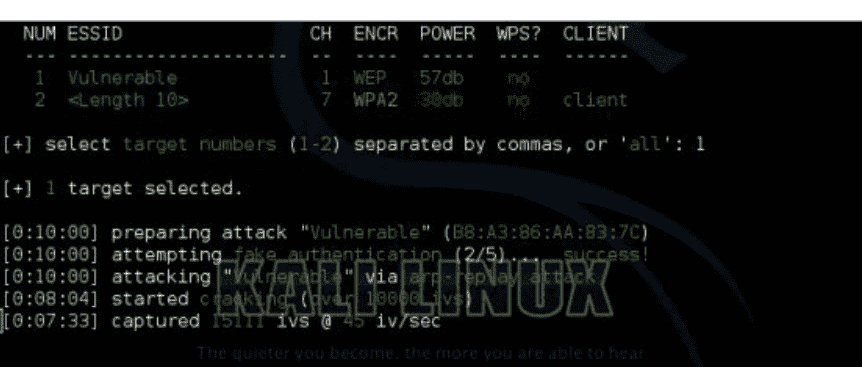 NUM ESSID CH ENCR POWER WPS? CLIENT
--- -------------------- -- ---- ----- ---- ------
1 Vulnerable 1 WEP 57db no
2 <Length 10> 7 WPA2 30db no client
[+] select target numbers (1-2) separated by commas, or 'all': 1
[+] 1 target selected.
[0:10:00] preparing attack "Vulnerable" (B8:A3:86:AA:83:7C)
[0:10:00] attempting fake authentication (2/5)... success!
[0:10:00] attacking "Vulnerable" via arp-replay attack
[0:08:04] started cracking (over 10000 ivs)
[0:07:33] captured 15111 ivs @ 45 iv/sec
KALI LINUX
The quieter you become, the more you are able to hear